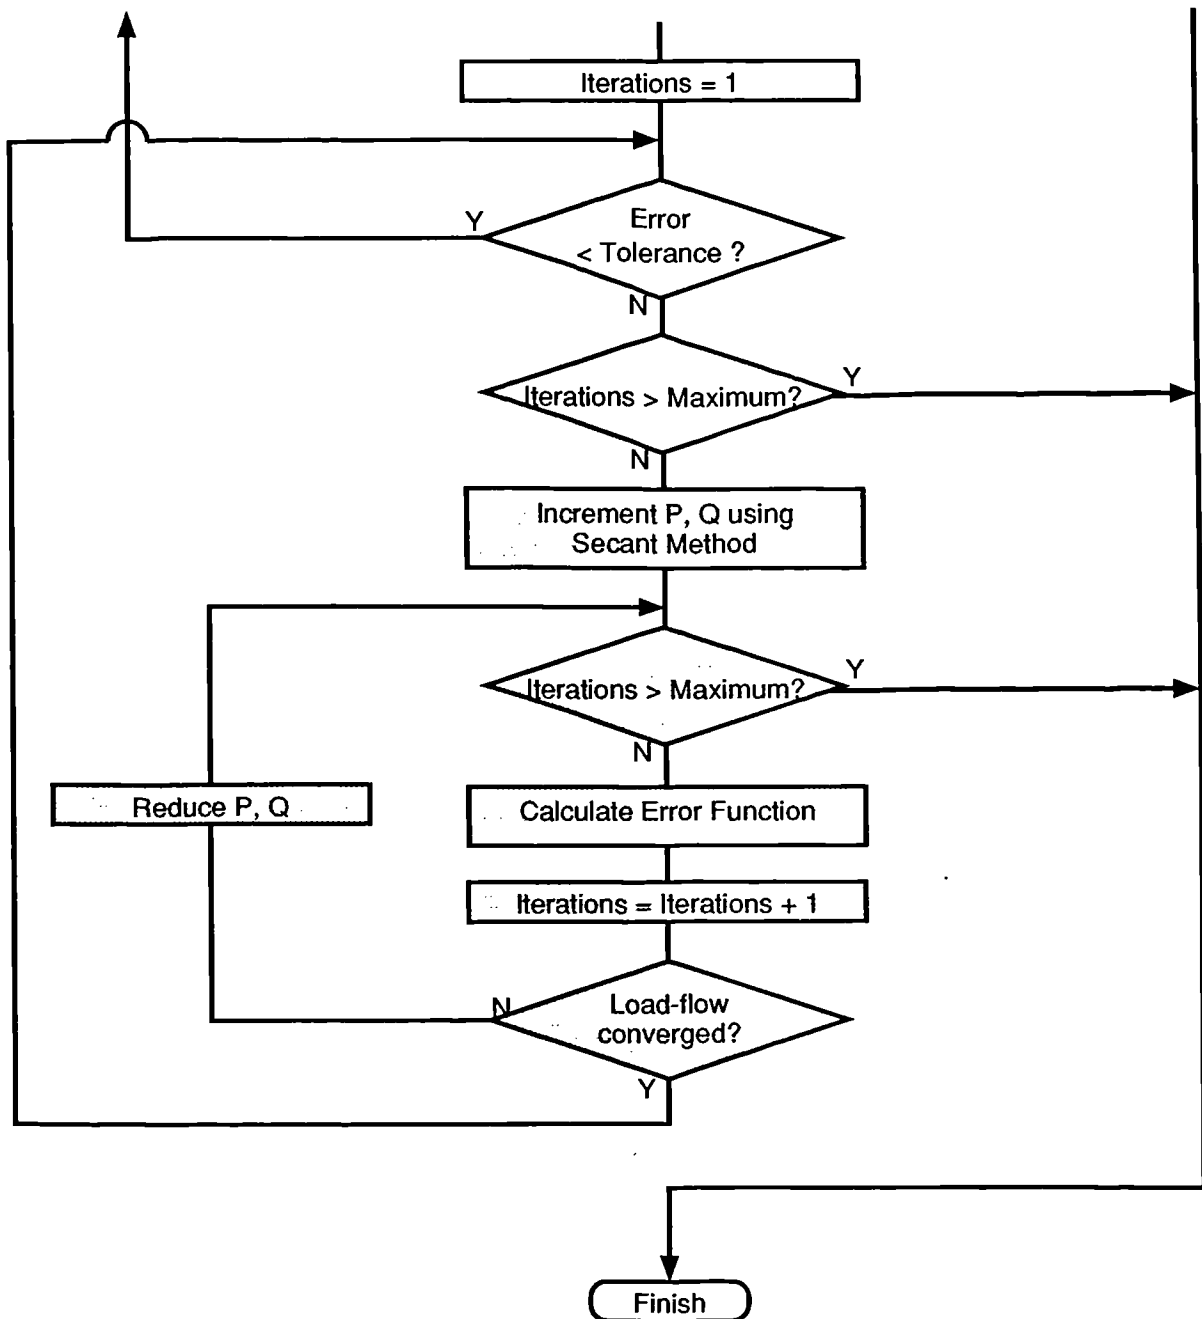 Iterations = 1
Error
< Tolerance ?
Y
N
Iterations > Maximum?
Y
N
Increment P, Q using
Secant Method
Iterations > Maximum?
Y
N
Reduce P, Q
Calculate Error Function
Iterations = Iterations + 1
N
Load-flow
converged?
Y
Finish